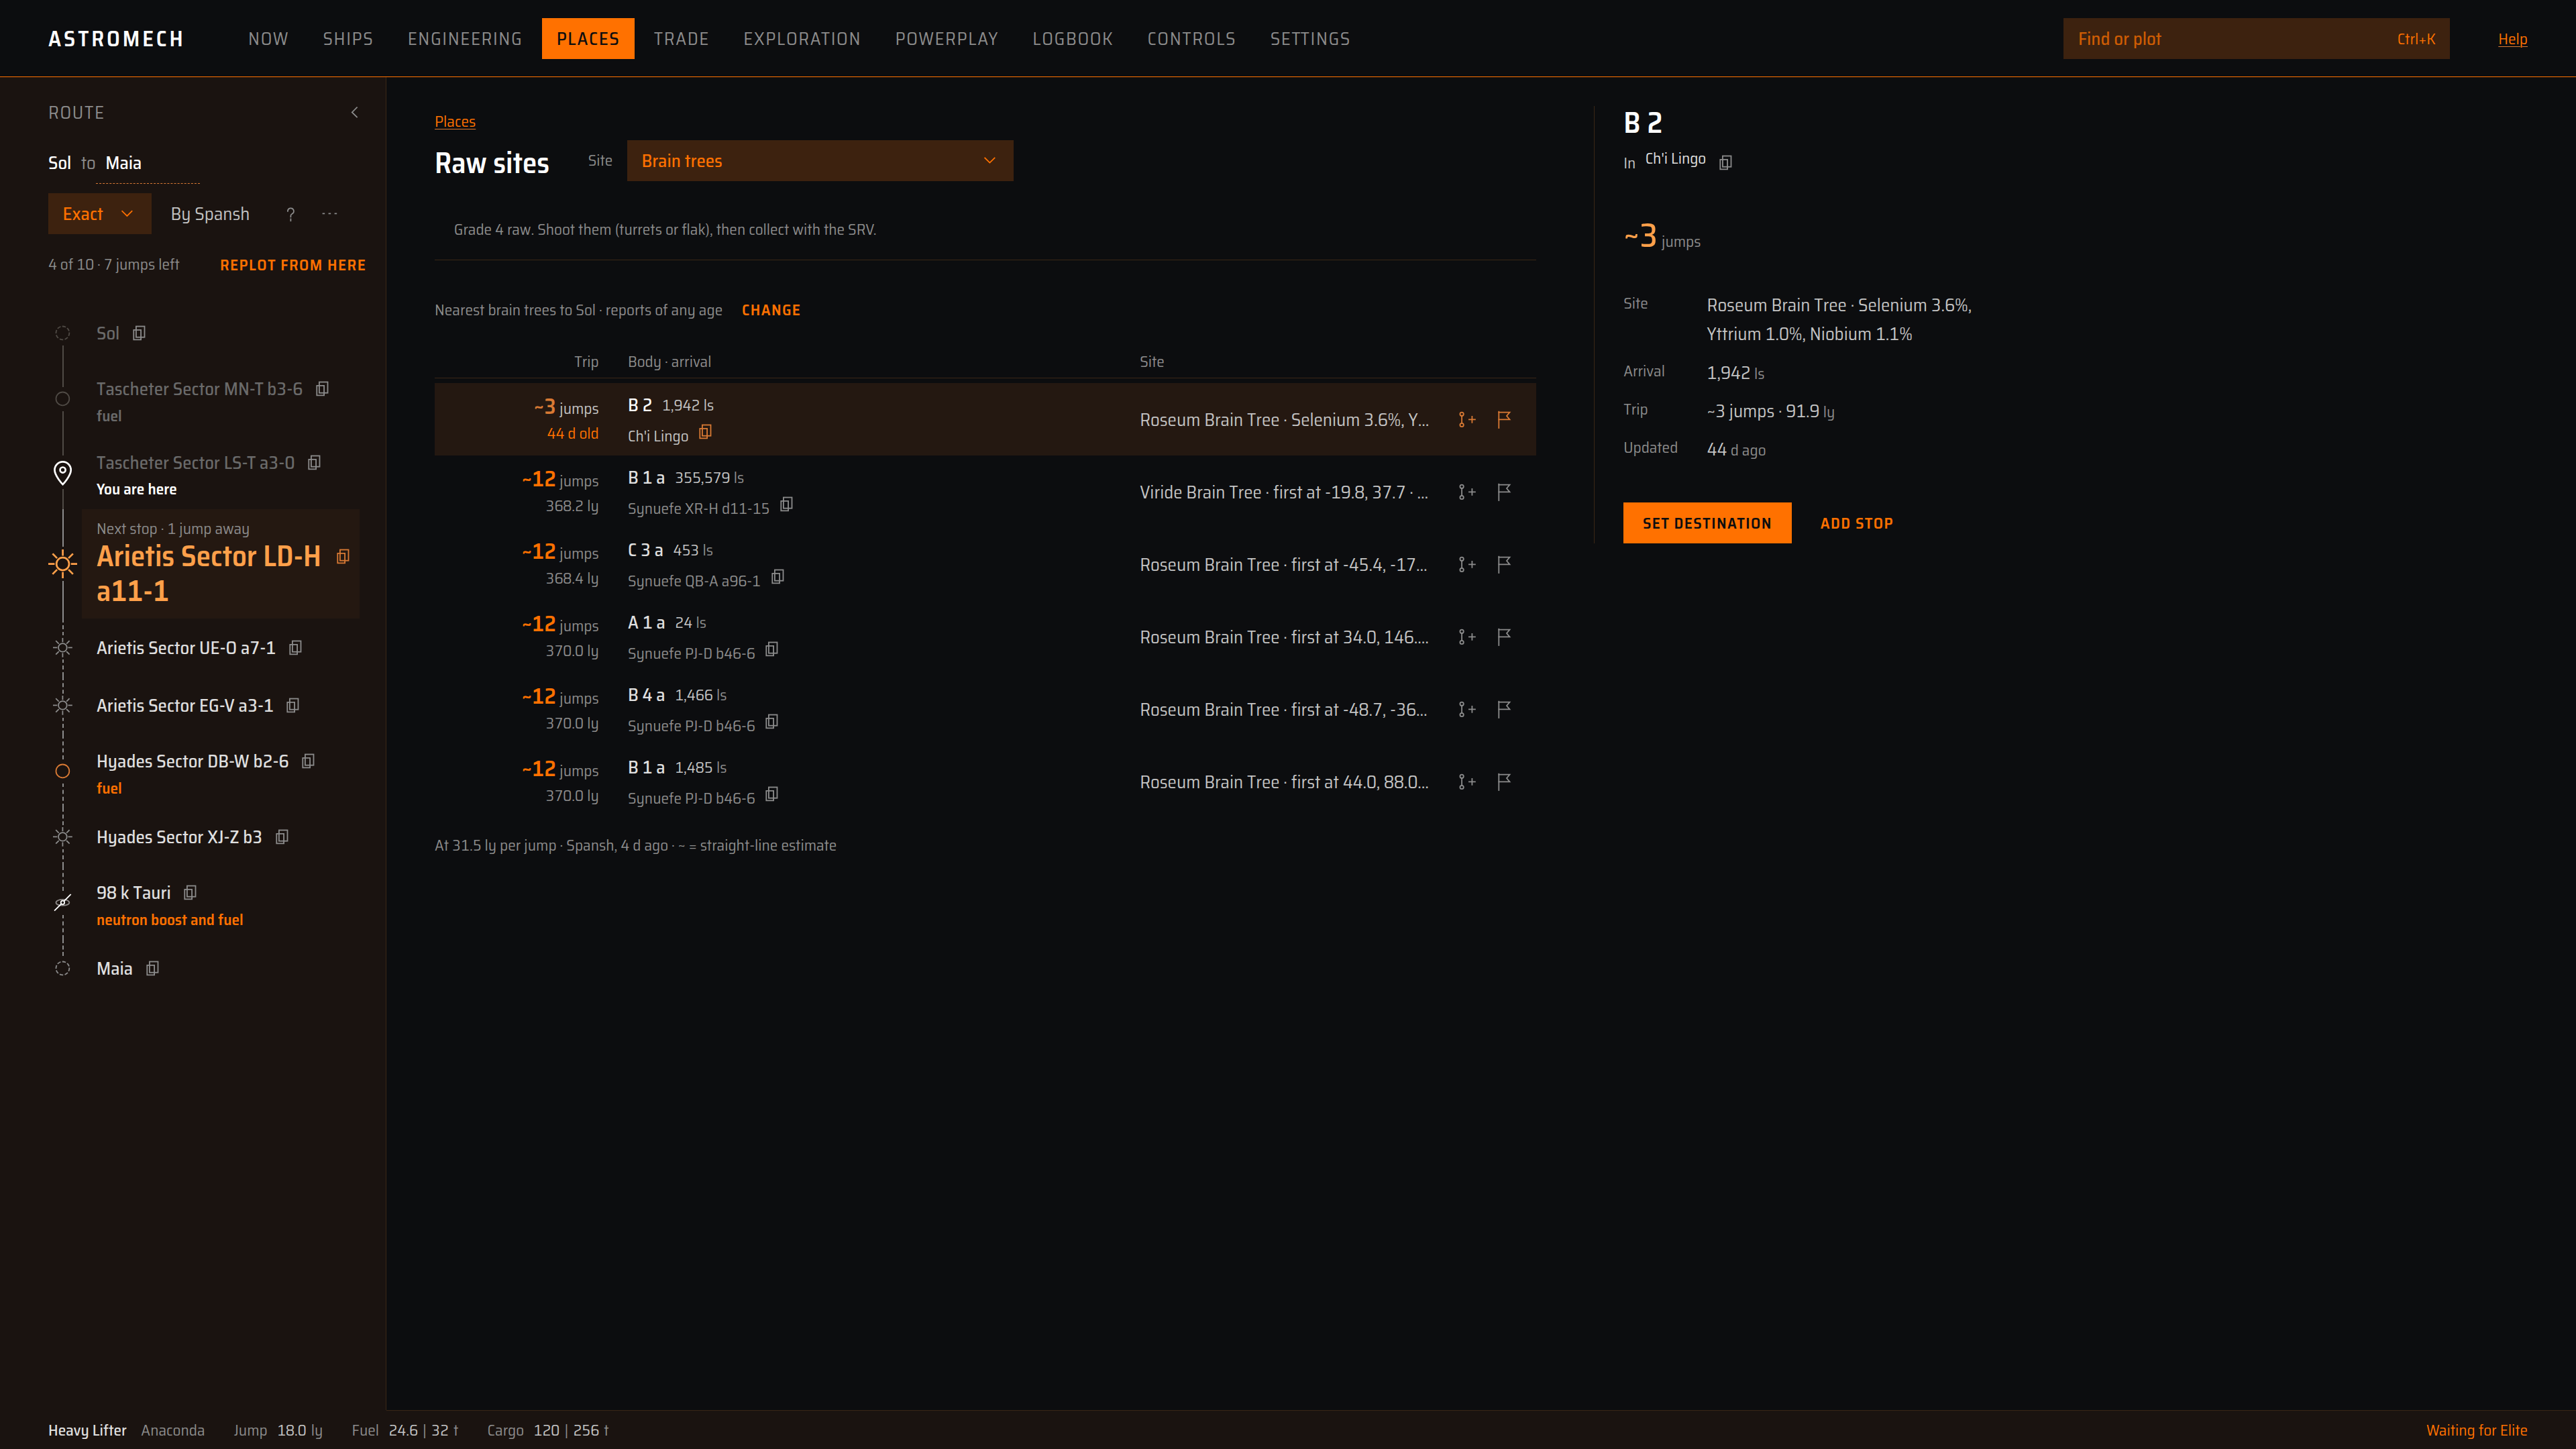 ASTROMECH NOW SHIPS ENGINEERING PLACES TRADE EXPLORATION POWERPLAY LOGBOOK CONTROLS SETTINGS Find or plot Ctrl+K Help
ROUTE
Sol to Maia
Exact By Spansh ? ...
4 of 10 · 7 jumps left REPLOT FROM HERE
Sol
Tascheter Sector MN-T b3-6
fuel
Tascheter Sector LS-T a3-0
You are here
Next stop · 1 jump away
Arietis Sector LD-H
a11-1
Arietis Sector UE-O a7-1
Arietis Sector EG-V a3-1
Hyades Sector DB-W b2-6
fuel
Hyades Sector XJ-Z b3
98 k Tauri
neutron boost and fuel
Maia
Places
Raw sites Site Brain trees
Grade 4 raw. Shoot them (turrets or flak), then collect with the SRV.
Nearest brain trees to Sol · reports of any age CHANGE
Trip Body · arrival Site
~3 jumps B 2 1,942 ls Roseum Brain Tree · Selenium 3.6%, Y...
44 d old Ch'i Lingo
~12 jumps B 1 a 355,579 ls Viride Brain Tree · first at -19.8, 37.7 · ...
368.2 ly Synuefe XR-H d11-15
~12 jumps C 3 a 453 ls Roseum Brain Tree · first at -45.4, -17...
368.4 ly Synuefe QB-A a96-1
~12 jumps A 1 a 24 ls Roseum Brain Tree · first at 34.0, 146....
370.0 ly Synuefe PJ-D b46-6
~12 jumps B 4 a 1,466 ls Roseum Brain Tree · first at -48.7, -36...
370.0 ly Synuefe PJ-D b46-6
~12 jumps B 1 a 1,485 ls Roseum Brain Tree · first at 44.0, 88.0...
370.0 ly Synuefe PJ-D b46-6
At 31.5 ly per jump · Spansh, 4 d ago · ~ = straight-line estimate
B 2
In Ch'i Lingo
~3 jumps
Site Roseum Brain Tree · Selenium 3.6%,
Yttrium 1.0%, Niobium 1.1%
Arrival 1,942 ls
Trip ~3 jumps · 91.9 ly
Updated 44 d ago
SET DESTINATION ADD STOP
Heavy Lifter Anaconda Jump 18.0 ly Fuel 24.6 | 32 t Cargo 120 | 256 t Waiting for Elite